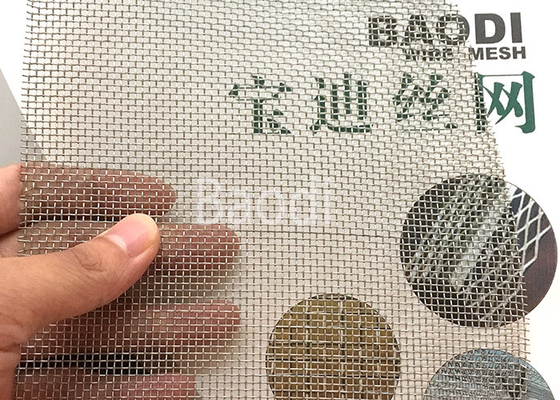 BAODI
WIRE MESH
宝迪丝网
Baodi